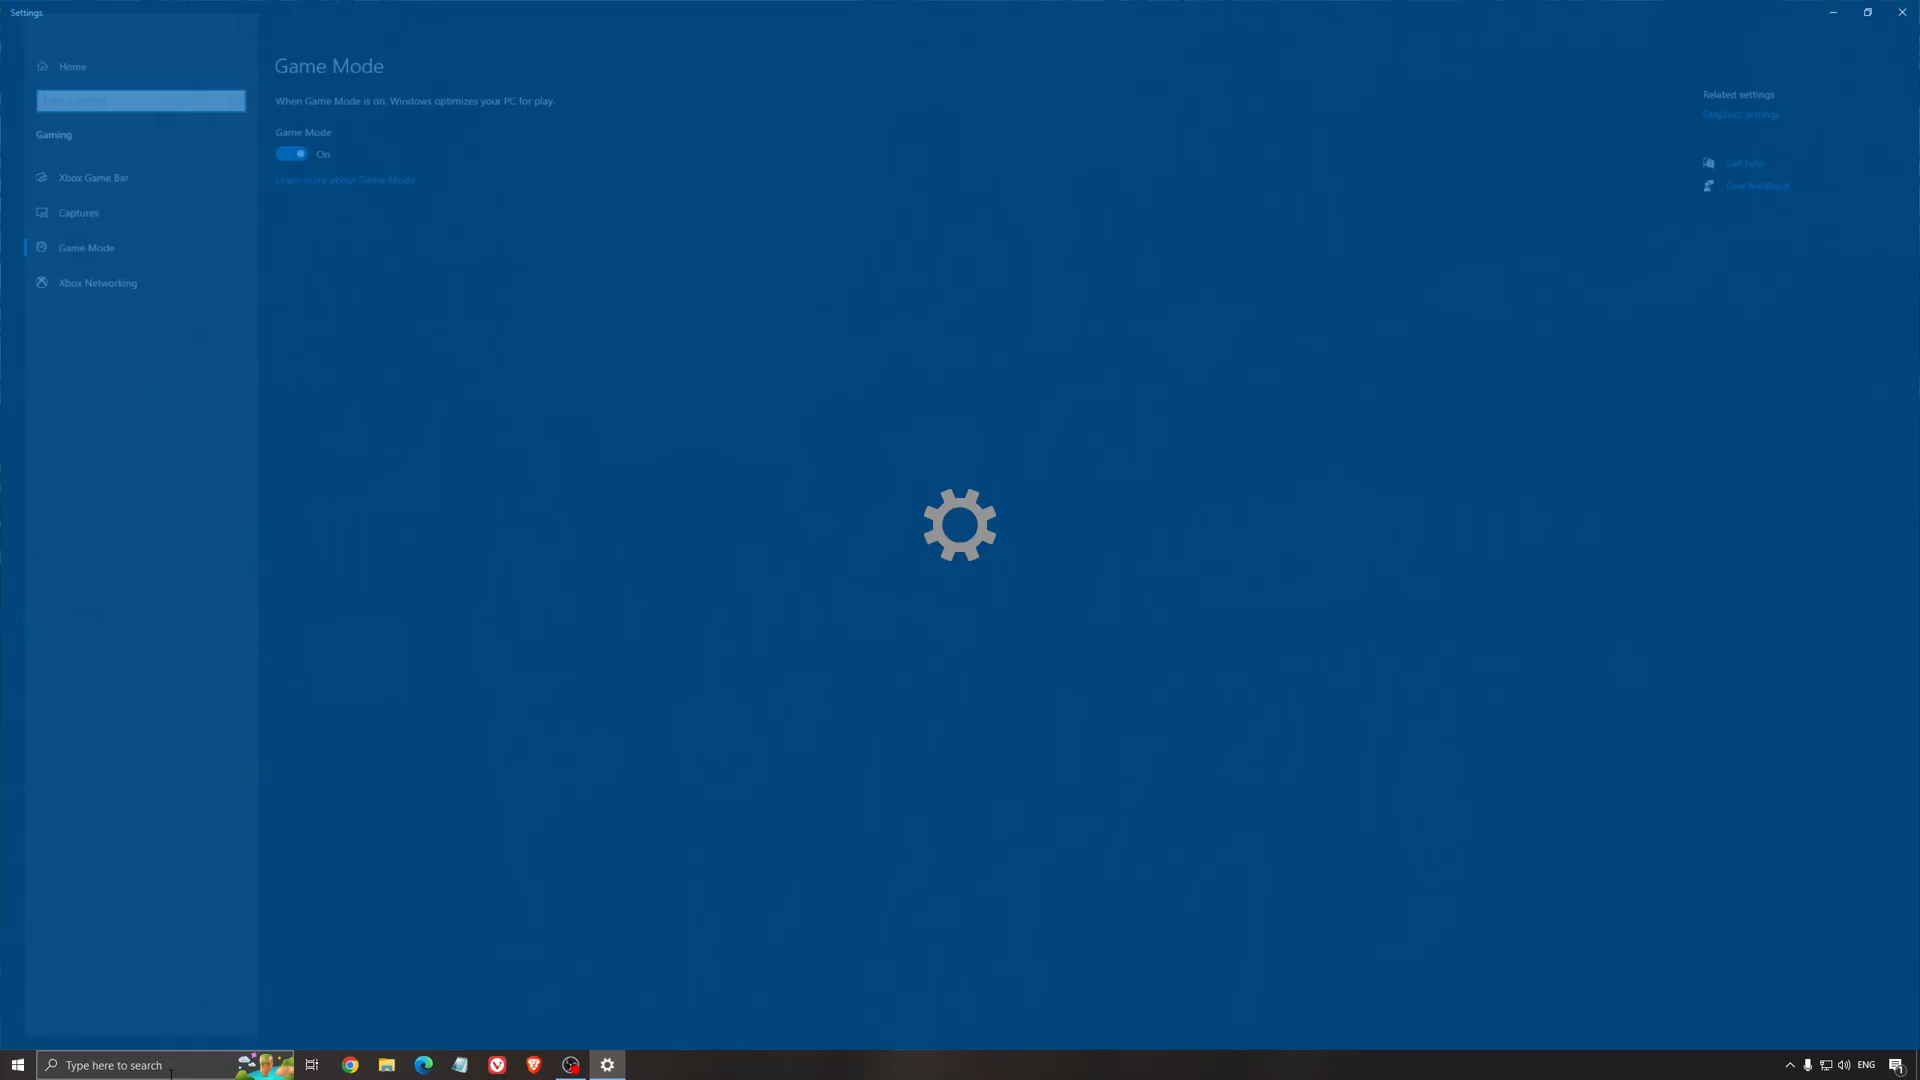 Settings
Home
Gaming
Xbox Game Bar
Captures
Game Mode
Xbox Networking
Game Mode
When Game Mode is on, Windows optimizes your PC for play.
Game Mode
On
Learn more about Game Mode
Related settings
Graphics settings
Get help
Give feedback
Type here to search
ENG
1